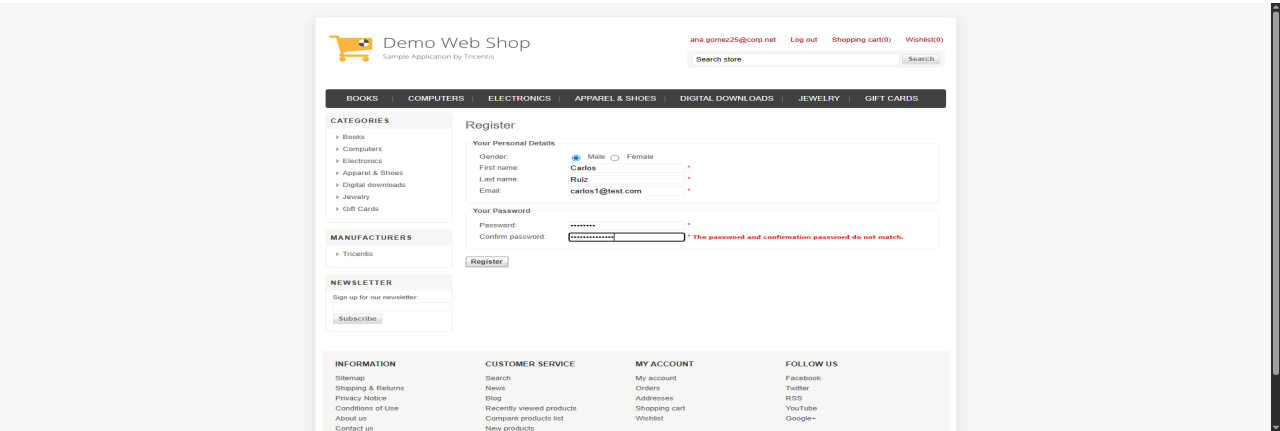 Demo Web Shop
Sample Application by Tricentis
ana.gomez25@corp.net Log out Shopping cart(0) Wishlist(0)
Search store Search
BOOKS | COMPUTERS | ELECTRONICS | APPAREL & SHOES | DIGITAL DOWNLOADS | JEWELRY | GIFT CARDS
CATEGORIES
Books
Computers
Electronics
Apparel & Shoes
Digital downloads
Jewelry
Gift Cards
MANUFACTURERS
Tricentis
NEWSLETTER
Sign up for our newsletter:
Subscribe
Register
Your Personal Details
Gender: Male Female
First name: Carlos *
Last name: Ruiz *
Email: carlos1@test.com *
Your Password
Password: •••••••• *
Confirm password: •••••••••••••• * The password and confirmation password do not match.
Register
INFORMATION
Sitemap
Shipping & Returns
Privacy Notice
Conditions of Use
About us
Contact us
CUSTOMER SERVICE
Search
News
Blog
Recently viewed products
Compare products list
New products
MY ACCOUNT
My account
Orders
Addresses
Shopping cart
Wishlist
FOLLOW US
Facebook
Twitter
RSS
YouTube
Google+